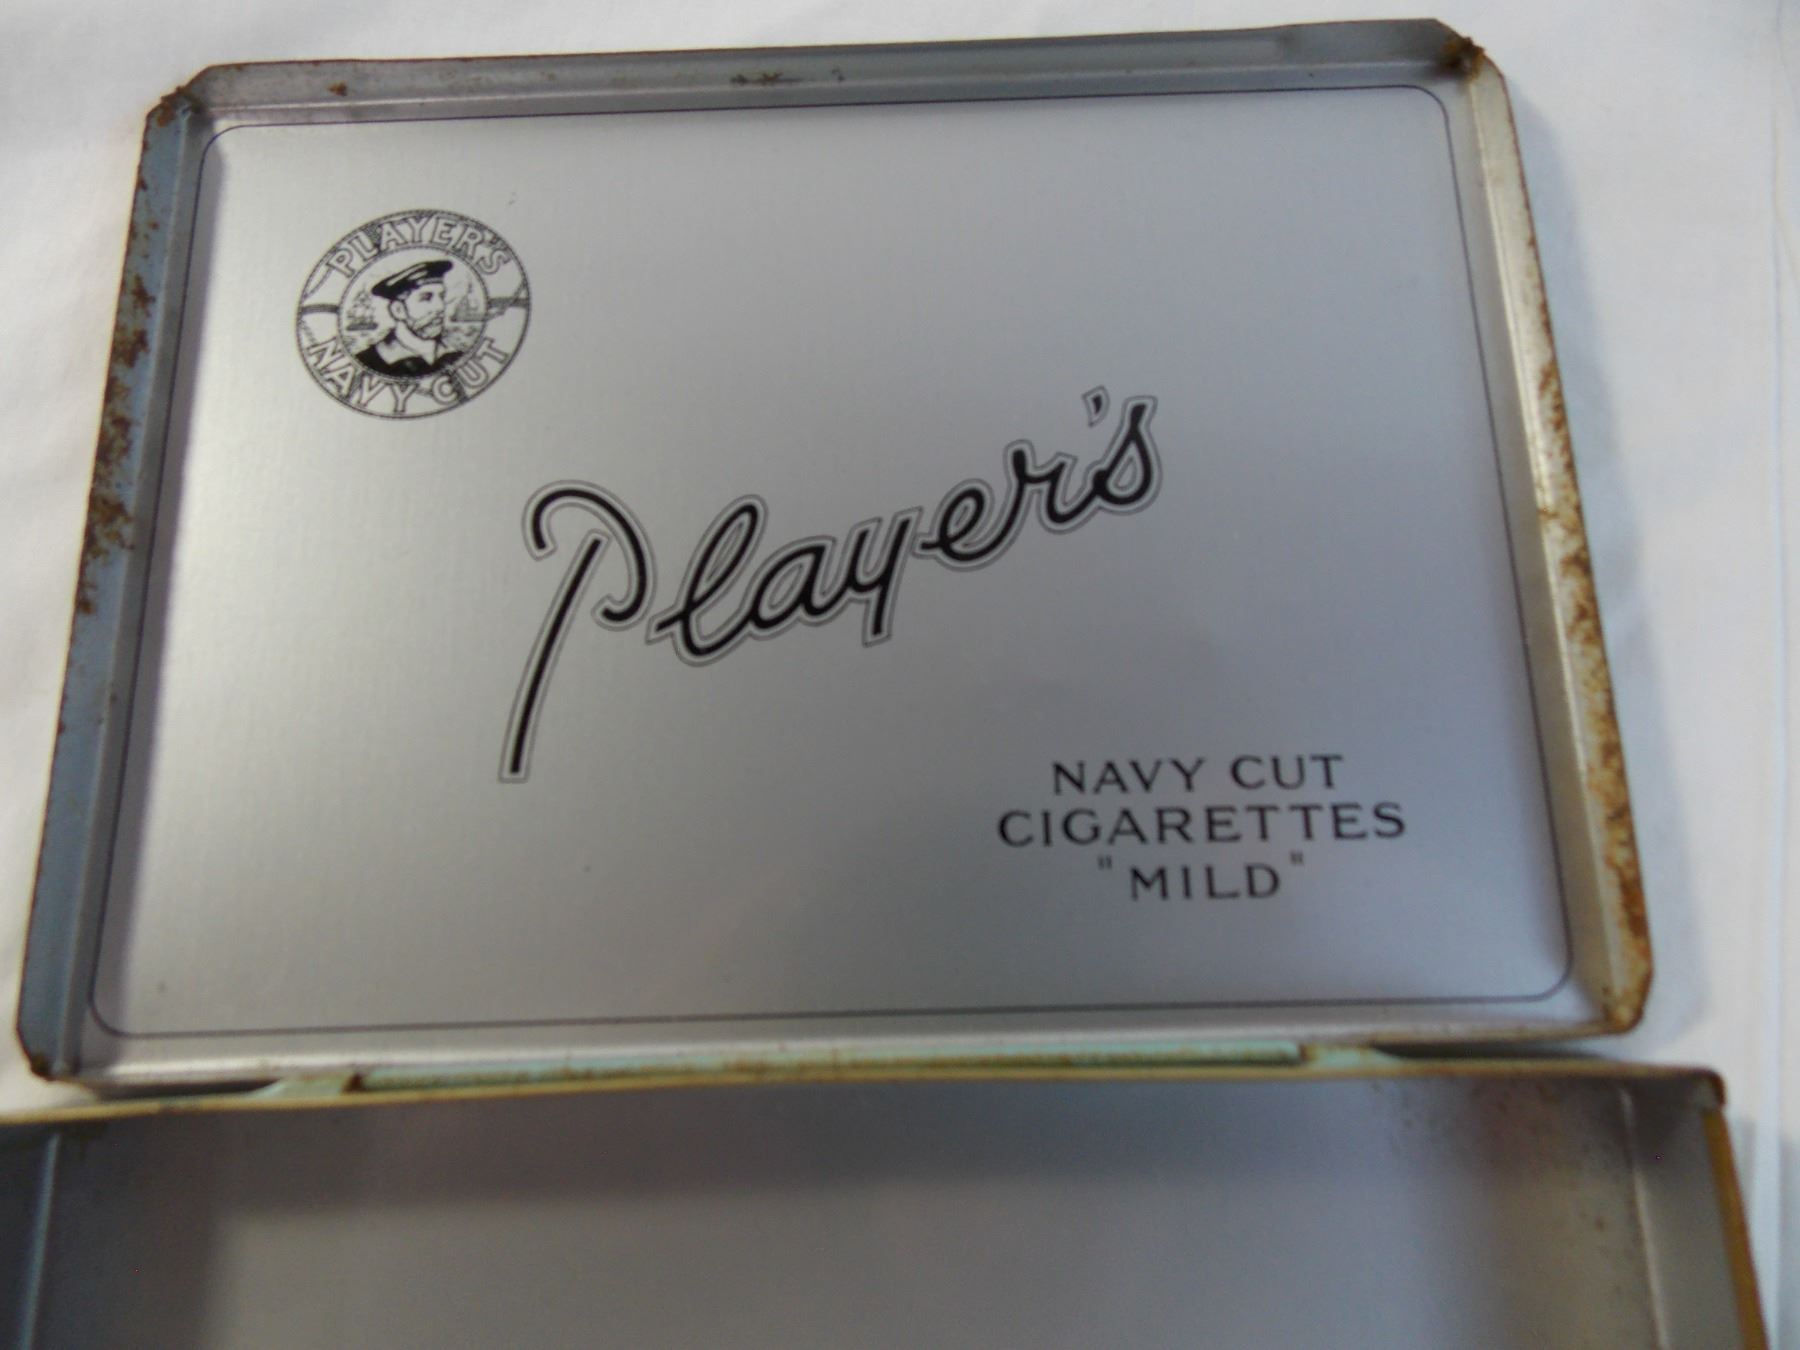 PLAYER'S
NAVY CUT
Player's
NAVY CUT
CIGARETTES
"MILD"